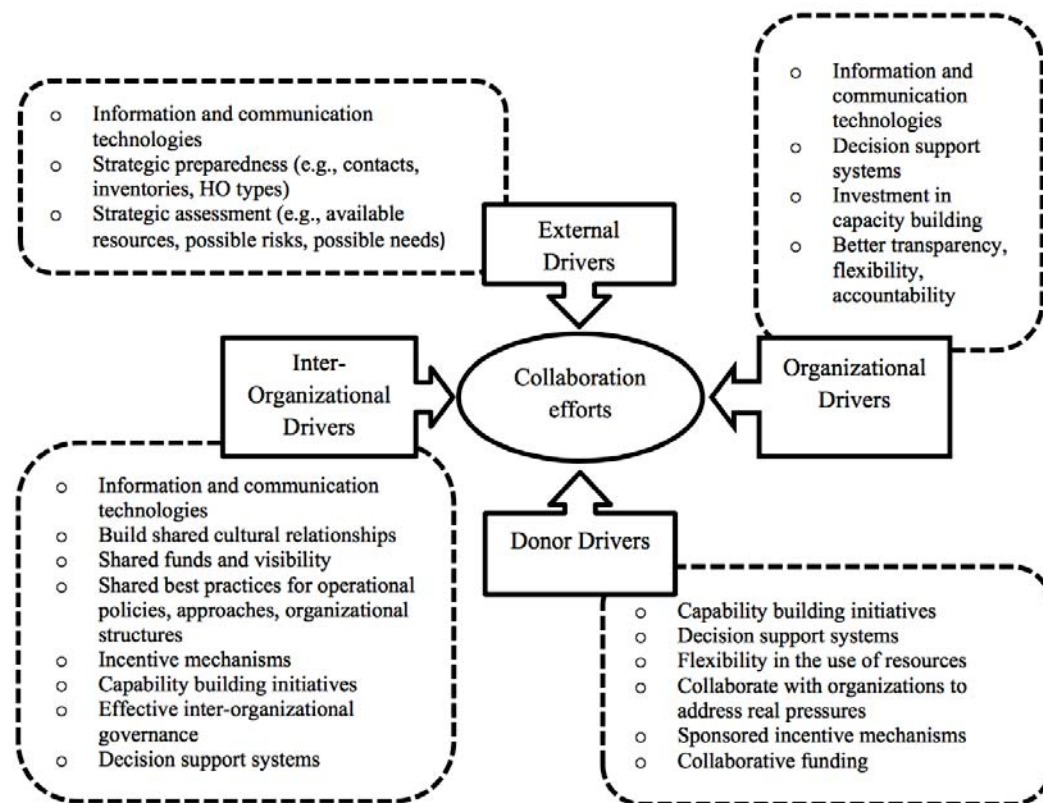 ○ Information and communication
technologies
○ Strategic preparedness (e.g., contacts,
inventories, HO types)
○ Strategic assessment (e.g., available
resources, possible risks, possible needs)
External
Drivers
○ Information and
communication
technologies
○ Decision support
systems
○ Investment in
capacity building
○ Better transparency,
flexibility,
accountability
Inter-
Organizational
Drivers
Collaboration
efforts
Organizational
Drivers
○ Information and communication
technologies
○ Build shared cultural relationships
○ Shared funds and visibility
○ Shared best practices for operational
policies, approaches, organizational
structures
○ Incentive mechanisms
○ Capability building initiatives
○ Effective inter-organizational
governance
○ Decision support systems
Donor Drivers
○ Capability building initiatives
○ Decision support systems
○ Flexibility in the use of resources
○ Collaborate with organizations to
address real pressures
○ Sponsored incentive mechanisms
○ Collaborative funding